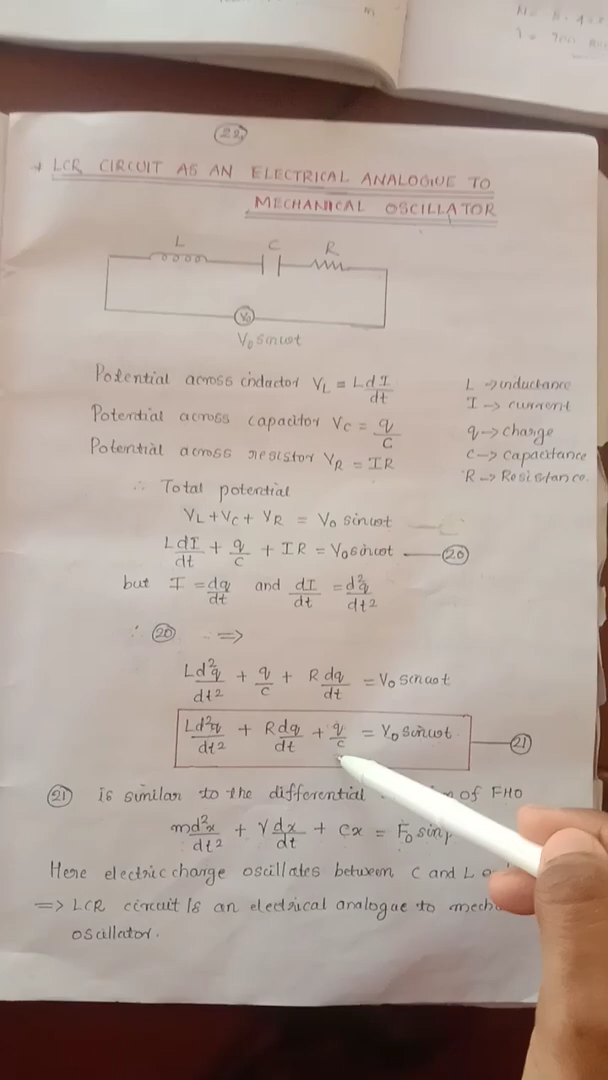 22
→ LCR CIRCUIT AS AN ELECTRICAL ANALOGUE TO
MECHANICAL OSCILLATOR
L C R
V₀
V₀ sinωt
Potential across inductor V_L = L dI/dt
Potential across capacitor V_C = q/C
Potential across resistor V_R = IR
L → inductance
I → current
q → charge
C → capacitance
R → Resistance.
∴ Total potential
V_L + V_C + V_R = V₀ sinωt
L dI/dt + q/c + IR = V₀ sinωt — 20
but I = dq/dt and dI/dt = d²q/dt²
∴ 20 ⇒
L d²q/dt² + q/c + R dq/dt = V₀ sinωt
L d²q/dt² + R dq/dt + q/c = V₀ sinωt. — 21
21 is similar to the differential of FHO
m d²x/dt² + γ dx/dt + Cx = F₀ sin
Here electric charge oscillates between C and L
⇒ LCR circuit is an electrical analogue to
oscillator.